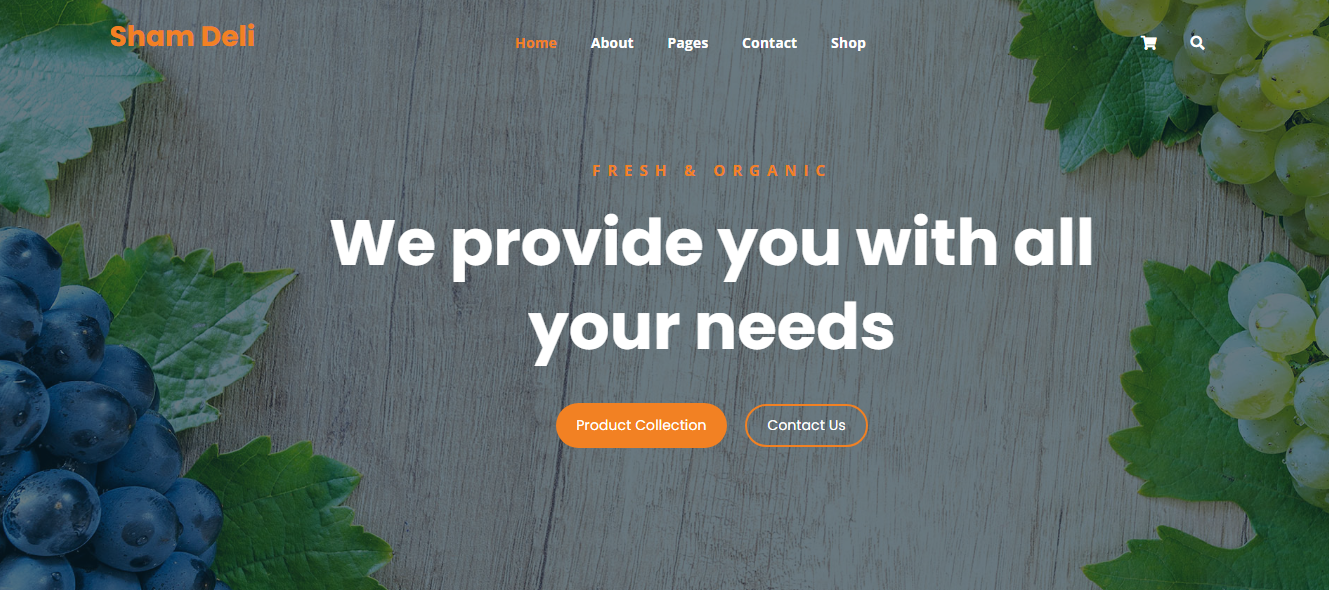 Sham Deli
Home About Pages Contact Shop
FRESH & ORGANIC
We provide you with all
your needs
Product Collection Contact Us